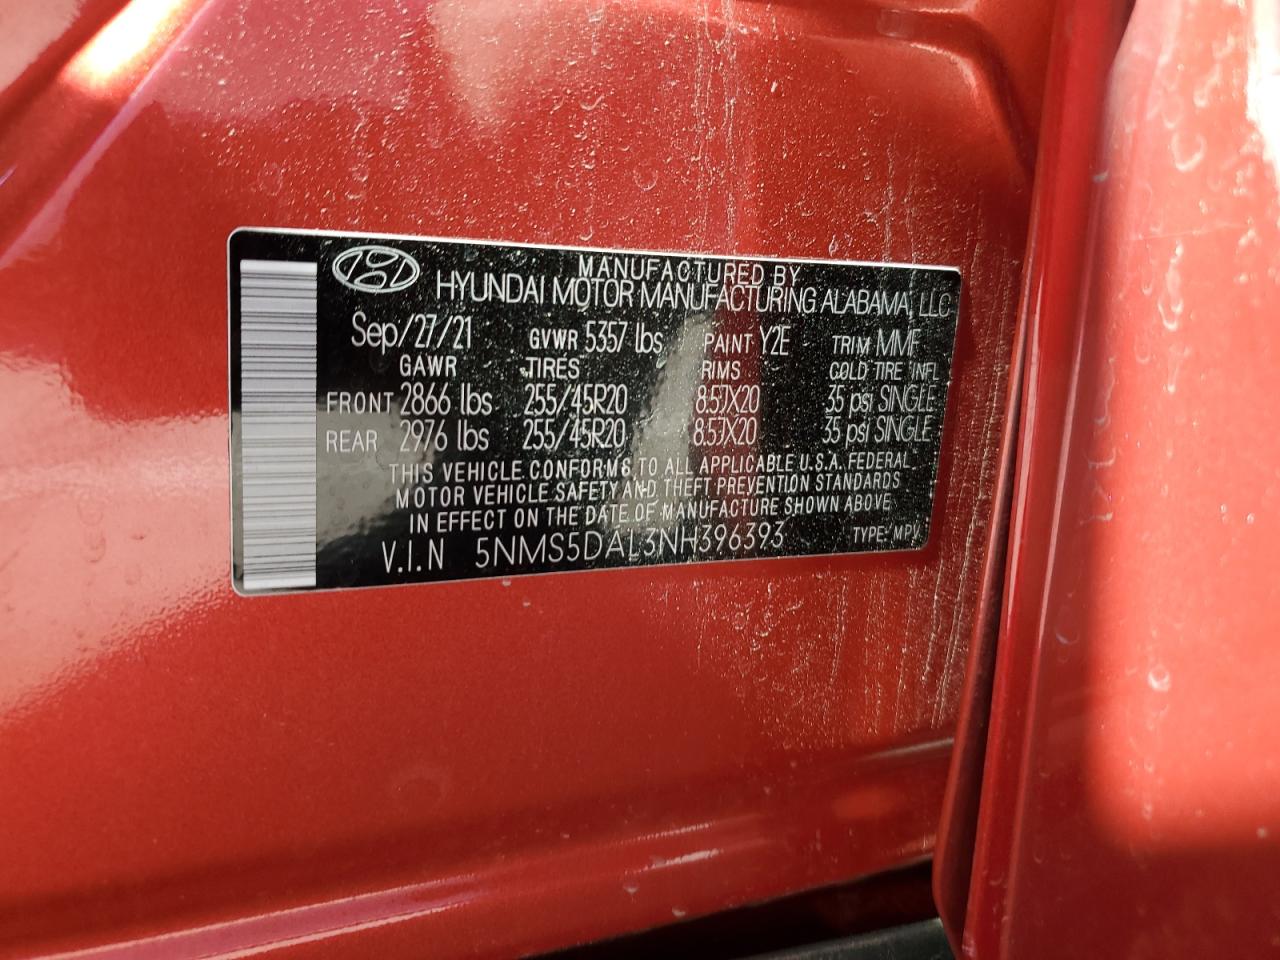 MANUFACTURED BY
HYUNDAI MOTOR MANUFACTURING ALABAMA, LLC
Sep/27/21 GVWR 5357 lbs PAINT Y2E TRIM MMF
GAWR TIRES RIMS COLD TIRE INFL
FRONT 2866 lbs 255/45R20 8.5JX20 35 psi SINGLE
REAR 2976 lbs 255/45R20 8.5JX20 35 psi SINGLE
THIS VEHICLE CONFORMS TO ALL APPLICABLE U.S.A. FEDERAL
MOTOR VEHICLE SAFETY AND THEFT PREVENTION STANDARDS
IN EFFECT ON THE DATE OF MANUFACTURE SHOWN ABOVE
V.I.N 5NMS5DAL3NH396393 TYPE: MPV